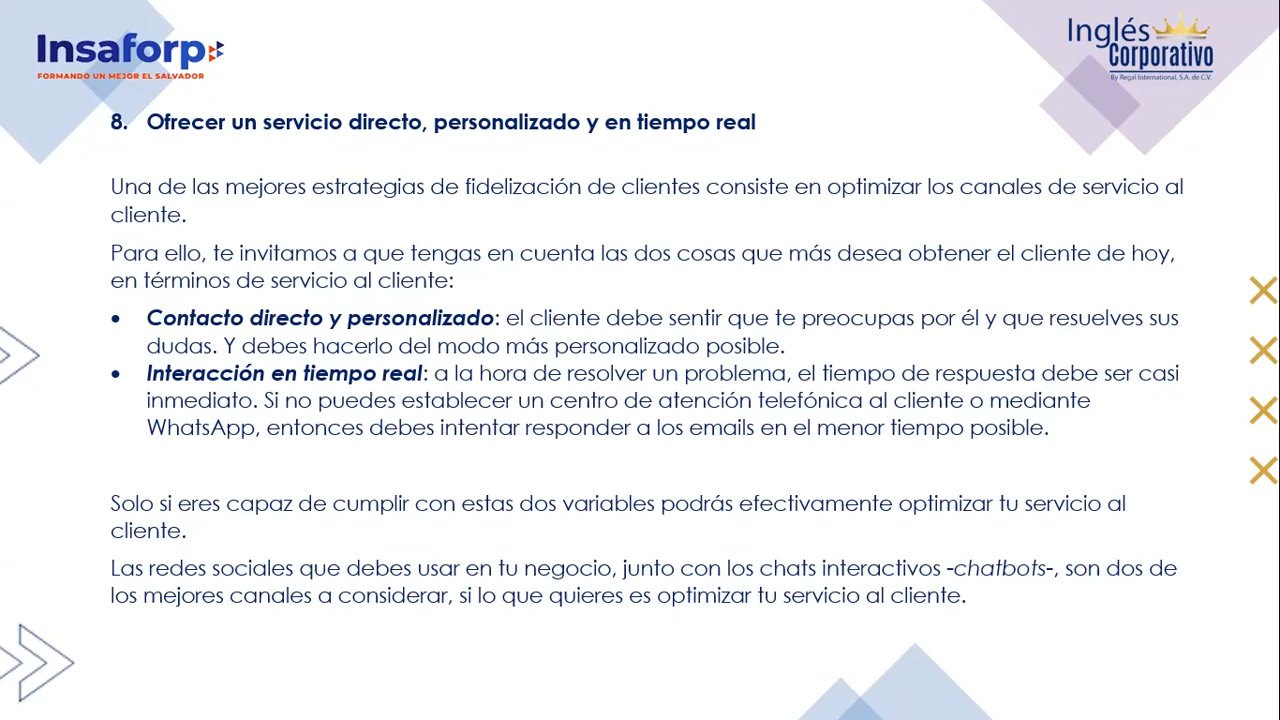 Insaforp
FORMANDO UN MEJOR EL SALVADOR
Inglés
Corporativo
By Regal International, S.A. de C.V.
8. Ofrecer un servicio directo, personalizado y en tiempo real
Una de las mejores estrategias de fidelización de clientes consiste en optimizar los canales de servicio al
cliente.
Para ello, te invitamos a que tengas en cuenta las dos cosas que más desea obtener el cliente de hoy,
en términos de servicio al cliente:
• Contacto directo y personalizado: el cliente debe sentir que te preocupas por él y que resuelves sus
dudas. Y debes hacerlo del modo más personalizado posible.
• Interacción en tiempo real: a la hora de resolver un problema, el tiempo de respuesta debe ser casi
inmediato. Si no puedes establecer un centro de atención telefónica al cliente o mediante
WhatsApp, entonces debes intentar responder a los emails en el menor tiempo posible.
Solo si eres capaz de cumplir con estas dos variables podrás efectivamente optimizar tu servicio al
cliente.
Las redes sociales que debes usar en tu negocio, junto con los chats interactivos -chatbots-, son dos de
los mejores canales a considerar, si lo que quieres es optimizar tu servicio al cliente.